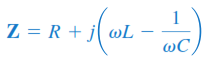 Z = R + j(ωL − 1/ωC)